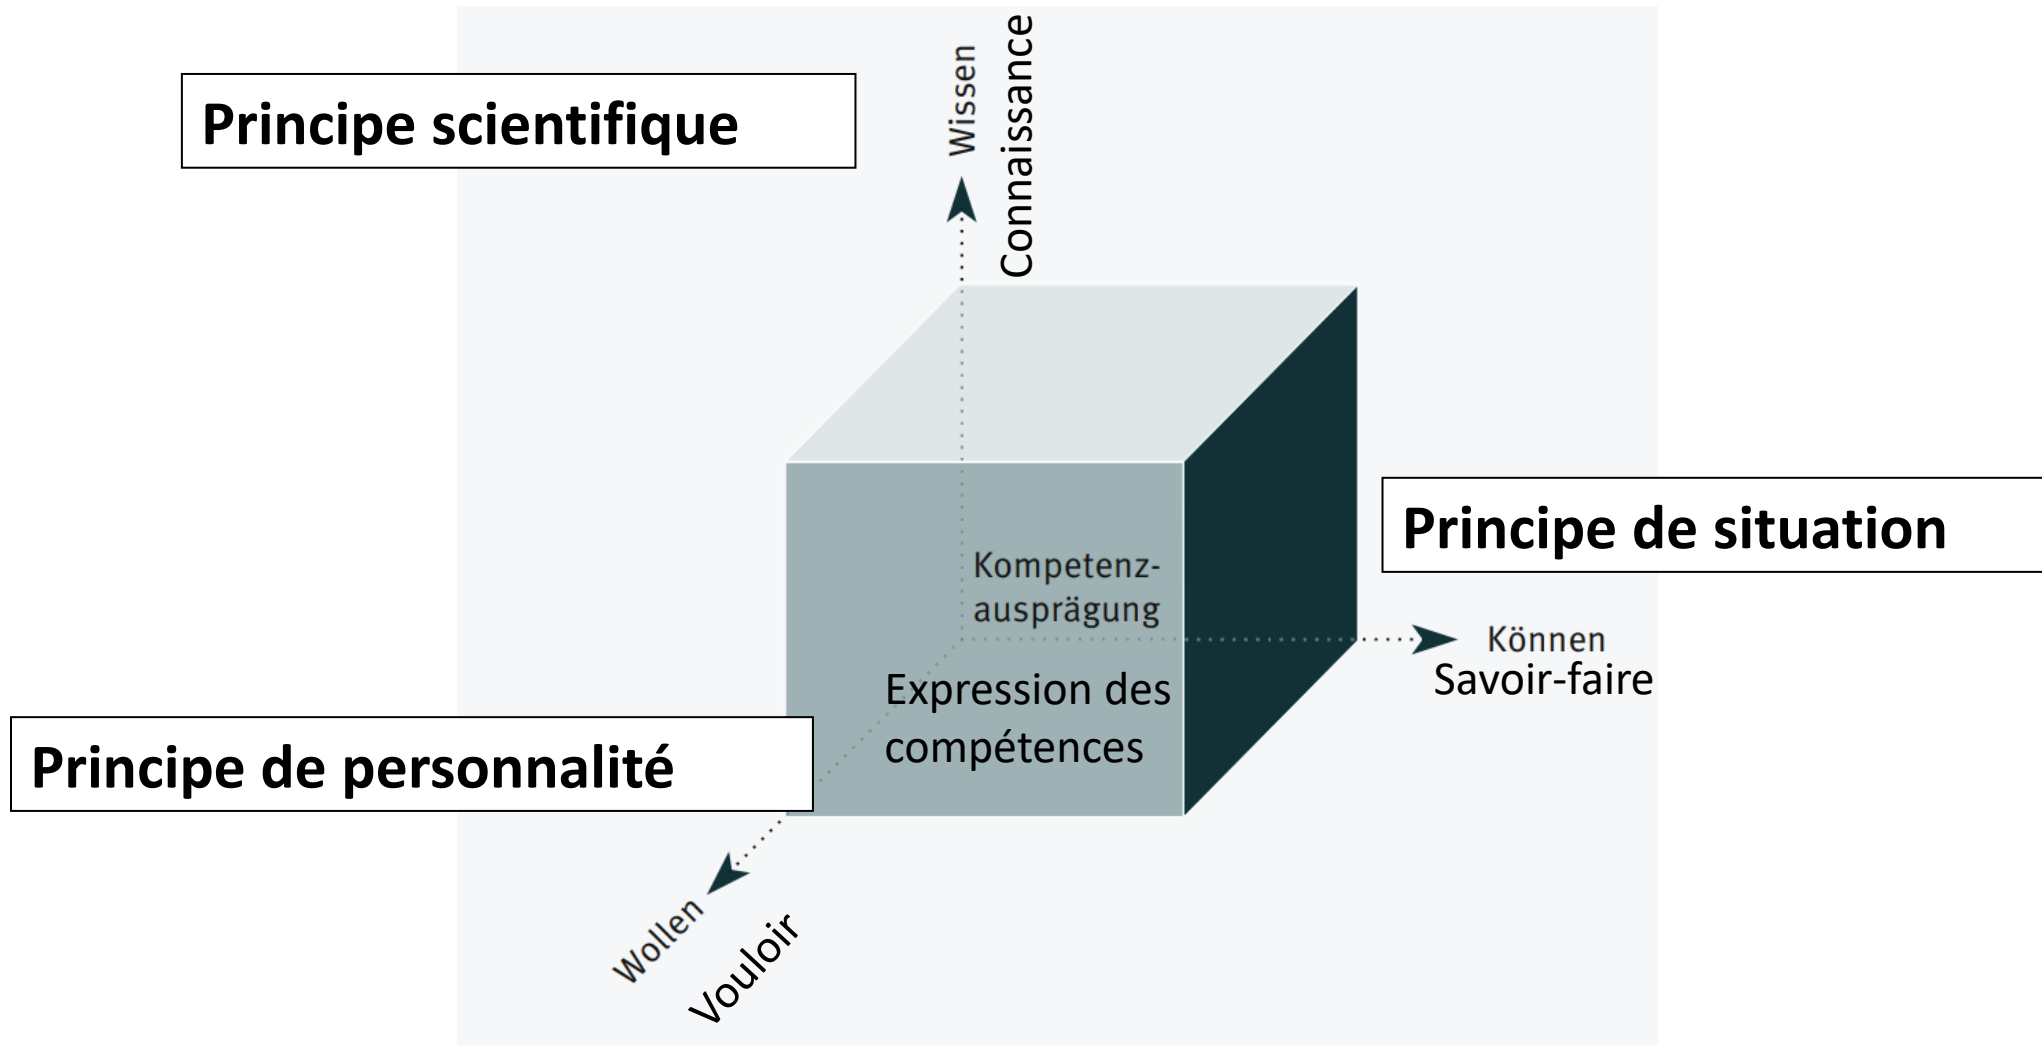 Wissen
Connaissance
Principe scientifique
Principe de situation
Kompetenz-
ausprägung
Können
Savoir-faire
Expression des
compétences
Principe de personnalité
Wollen
Vouloir